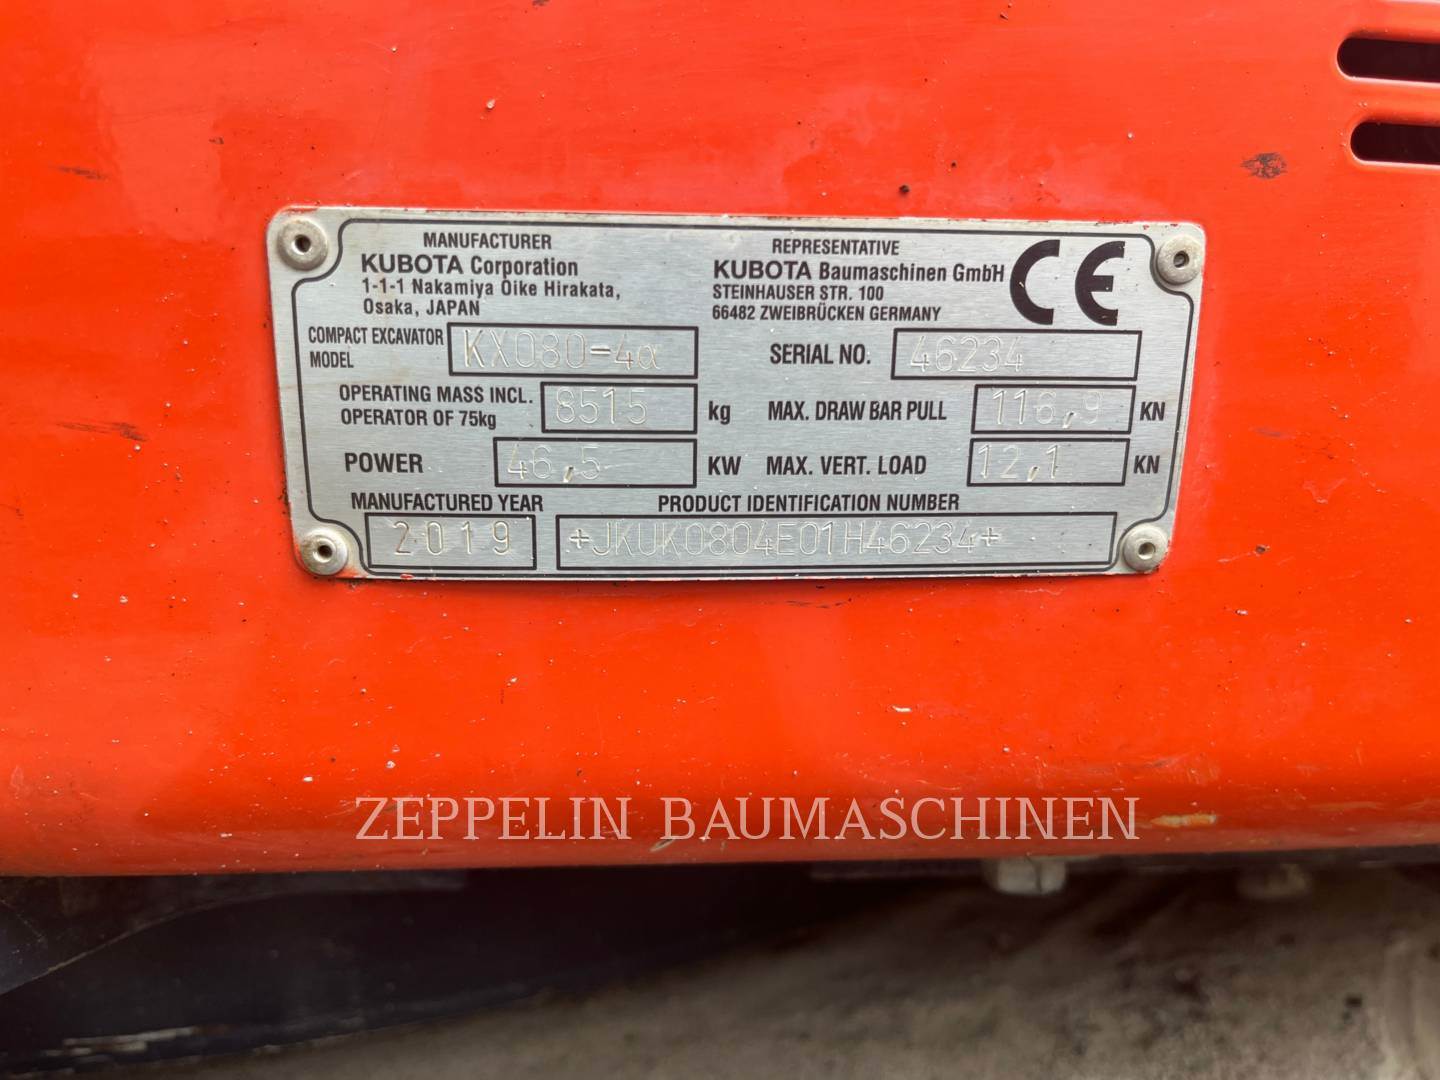 MANUFACTURER
KUBOTA Corporation
1-1-1 Nakamiya Oike Hirakata,
Osaka, JAPAN
REPRESENTATIVE
KUBOTA Baumaschinen GmbH
STEINHAUSER STR. 100
66482 ZWEIBRÜCKEN GERMANY
CE
COMPACT EXCAVATOR
MODEL
KX080-4α
SERIAL NO. 46234
OPERATING MASS INCL.
OPERATOR OF 75kg
8515 kg
MAX. DRAW BAR PULL 116,9 KN
POWER 46,5 KW
MAX. VERT. LOAD 12,1 KN
MANUFACTURED YEAR
2019
PRODUCT IDENTIFICATION NUMBER
+JKUK0804E01H46234+
ZEPPELIN BAUMASCHINEN